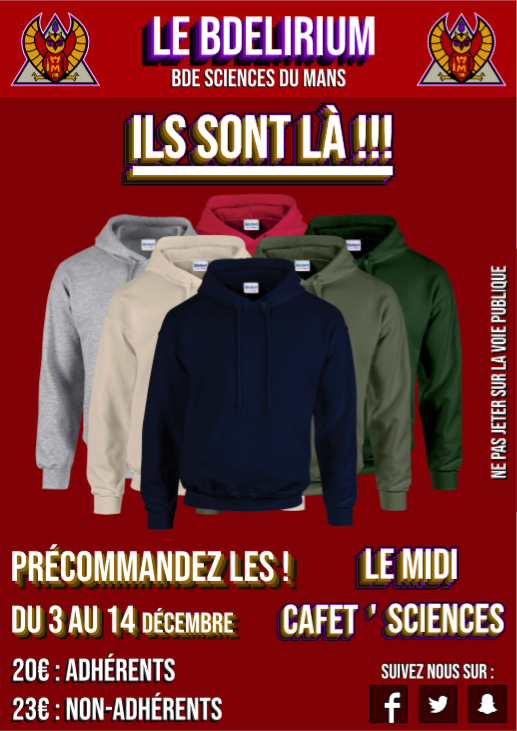 LE BDELIRIUM
BDE SCIENCES DU MANS
ILS SONT LÀ !!!
NE PAS JETER SUR LA VOIE PUBLIQUE
PRÉCOMMANDEZ LES !
LE MIDI
DU 3 AU 14 DÉCEMBRE
CAFET ' SCIENCES
20€ : ADHÉRENTS
23€ : NON-ADHÉRENTS
SUIVEZ NOUS SUR :